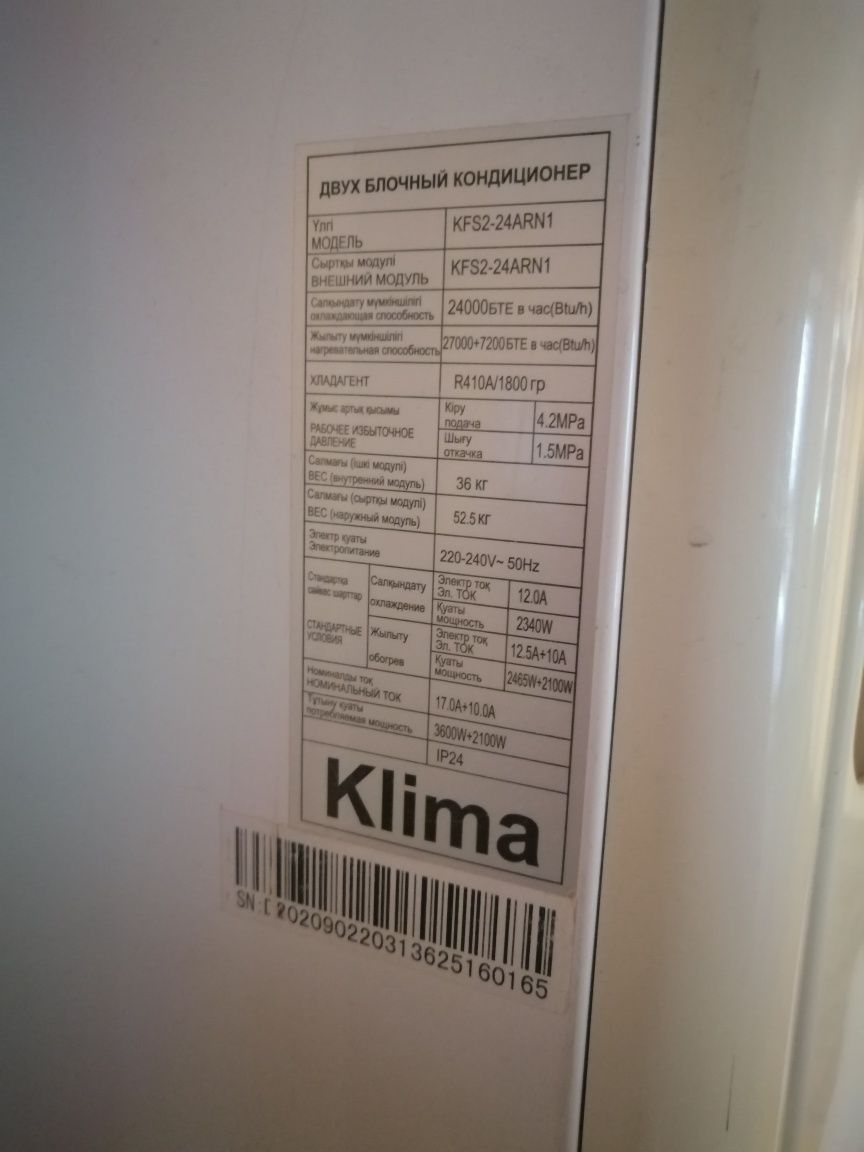 ДВУХ БЛОЧНЫЙ КОНДИЦИОНЕР
Үлгі
МОДЕЛЬ
KFS2-24ARN1
Сыртқы модулі
ВНЕШНИЙ МОДУЛЬ
KFS2-24ARN1
Салқындату мүмкіншілігі
охлаждающая способность
24000БТЕ в час(Btu/h)
Жылыту мүмкіншілігі
нагревательная способность
27000+7200БТЕ в час(Btu/h)
ХЛАДАГЕНТ
R410A/1800 гр
Жұмыс артық қысымы
РАБОЧЕЕ ИЗБЫТОЧНОЕ
ДАВЛЕНИЕ
Кіру
подача
4.2MPa
Шығу
откачка
1.5MPa
Салмағы (ішкі модулі)
ВЕС (внутренний модуль)
36 кг
Салмағы (сыртқы модулі)
ВЕС (наружный модуль)
52.5 кг
Электр қуаты
Электропитание
220-240V~ 50Hz
Стандартқа
сәйкес шарттар
СТАНДАРТНЫЕ
УСЛОВИЯ
Салқындату
охлаждение
Электр тоқ
Эл. ТОК
12.0A
Қуаты
мощность
2340W
Жылыту
обогрев
Электр тоқ
Эл. ТОК
12.5A+10A
Қуаты
мощность
2465W+2100W
Номиналды тоқ
НОМИНАЛЬНЫЙ ТОК
17.0A+10.0A
Тұтыну қуаты
потребляемая мощность
3600W+2100W
IP24
Klima
SN:D 202090220313625160165